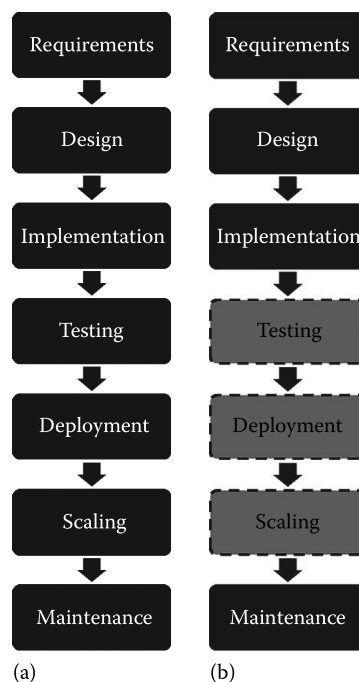 Requirements
Design
Implementation
Testing
Deployment
Scaling
Maintenance
(a)
Requirements
Design
Implementation
Testing
Deployment
Scaling
Maintenance
(b)